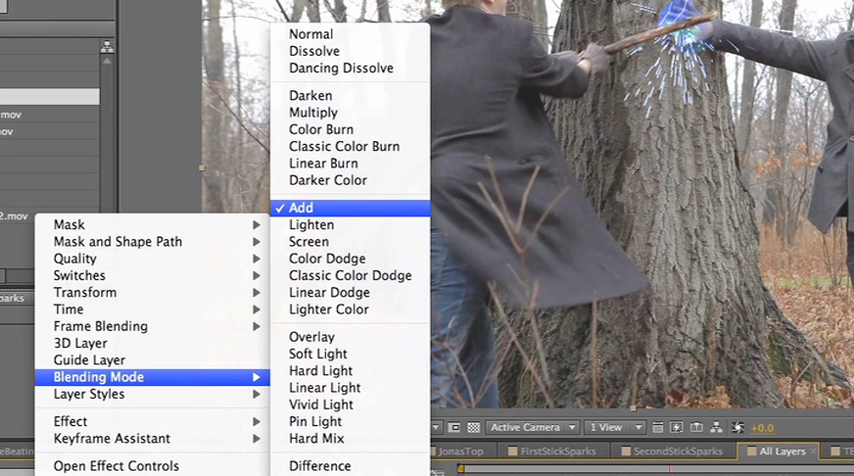 Normal
Dissolve
Dancing Dissolve
Darken
Multiply
Color Burn
Classic Color Burn
Linear Burn
Darker Color
✓ Add
Lighten
Screen
Color Dodge
Classic Color Dodge
Linear Dodge
Lighter Color
Overlay
Soft Light
Hard Light
Linear Light
Vivid Light
Pin Light
Hard Mix
Difference
.mov
mov
2.mov
arks
Mask
Mask and Shape Path
Quality
Switches
Transform
Time
Frame Blending
3D Layer
Guide Layer
Blending Mode
Layer Styles
Effect
Keyframe Assistant
Open Effect Controls
Active Camera
1 View
+0.0
eBeatin
JonasTop
FirstStickSparks
SecondStickSparks
All Layers
TE